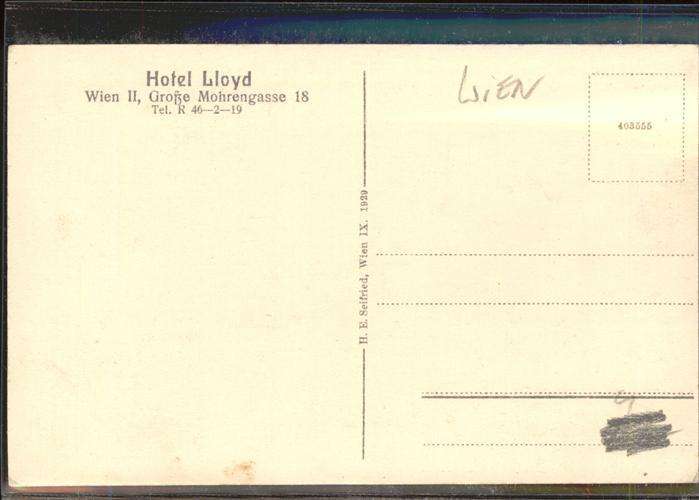 Hotel Lloyd
Wien II, Große Mohrengasse 18
Tel. R 46—2—19
H. E. Seifried, Wien IX. 1929
WIEN
403555